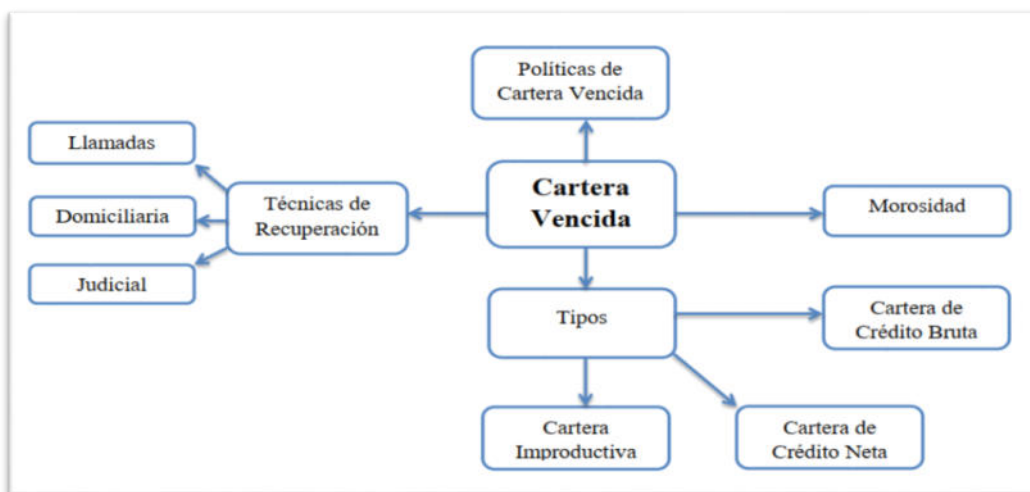 Políticas de
Cartera Vencida
Llamadas
Domiciliaria
Judicial
Técnicas de
Recuperación
Cartera
Vencida
Morosidad
Tipos
Cartera de
Crédito Bruta
Cartera
Improductiva
Cartera de
Crédito Neta